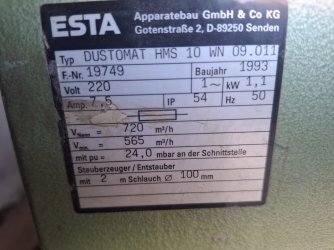 ESTA Apparatebau GmbH & Co KG
Gotenstraße 2, D-89250 Senden
Typ DUSTOMAT HMS 10 WN 09.011
F.-Nr. 19749 Baujahr 1993
Volt 220 1~ kW 1,1
Amp. 7,5 IP 54 Hz 50
V Nenn = 720 m³/h
V min. = 565 m³/h
mit pu = 24,0 mbar an der Schnittstelle
Stauberzeuger / Entstauber
mit 2 m Schlauch Ø 100 mm